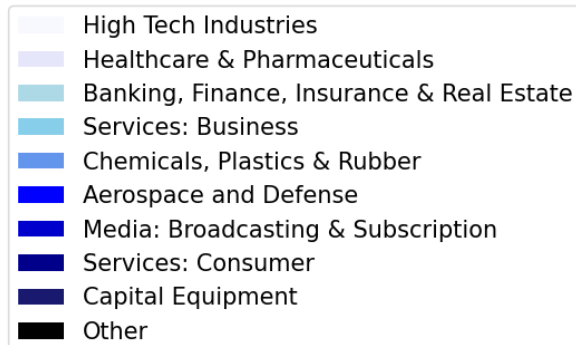 High Tech Industries
Healthcare & Pharmaceuticals
Banking, Finance, Insurance & Real Estate
Services: Business
Chemicals, Plastics & Rubber
Aerospace and Defense
Media: Broadcasting & Subscription
Services: Consumer
Capital Equipment
Other